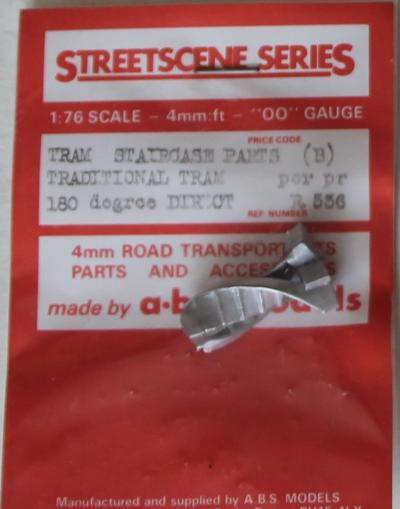 STREETSCENE SERIES
1:76 SCALE - 4mm:ft - "OO" GAUGE
PRICE CODE
TRAM STAIRCASE PARTS (B)
TRADITIONAL TRAM per pr
180 degree DIRECT R 556
REF NUMBER
4mm ROAD TRANSPORT
PARTS AND
made by
Manufactured and supplied by A.B.S. MODELS